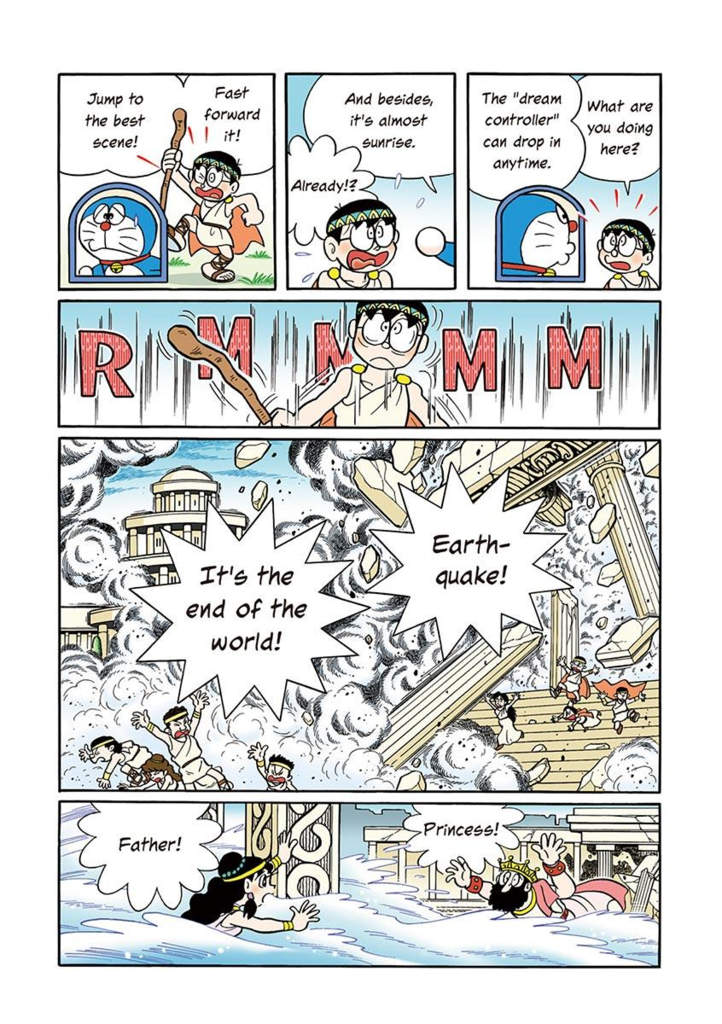 What are
you doing
here?
The "dream
controller"
can drop in
anytime.
And besides,
it's almost
sunrise.
Already!?
Fast
forward
it!
Jump to
the best
scene!
RMMMM
Earth-
quake!
It's the
end of the
world!
Princess!
Father!